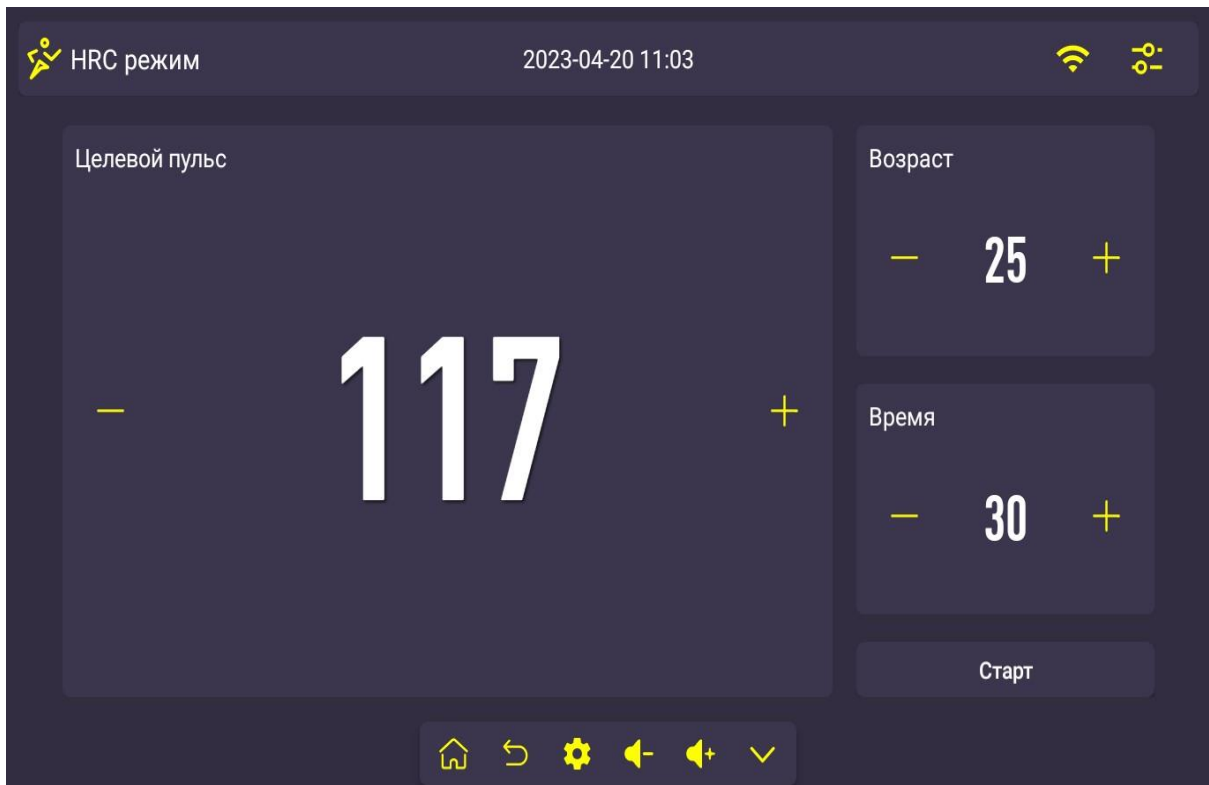 HRC режим
2023-04-20 11:03
Целевой пульс
117
Возраст
25
Время
30
Старт